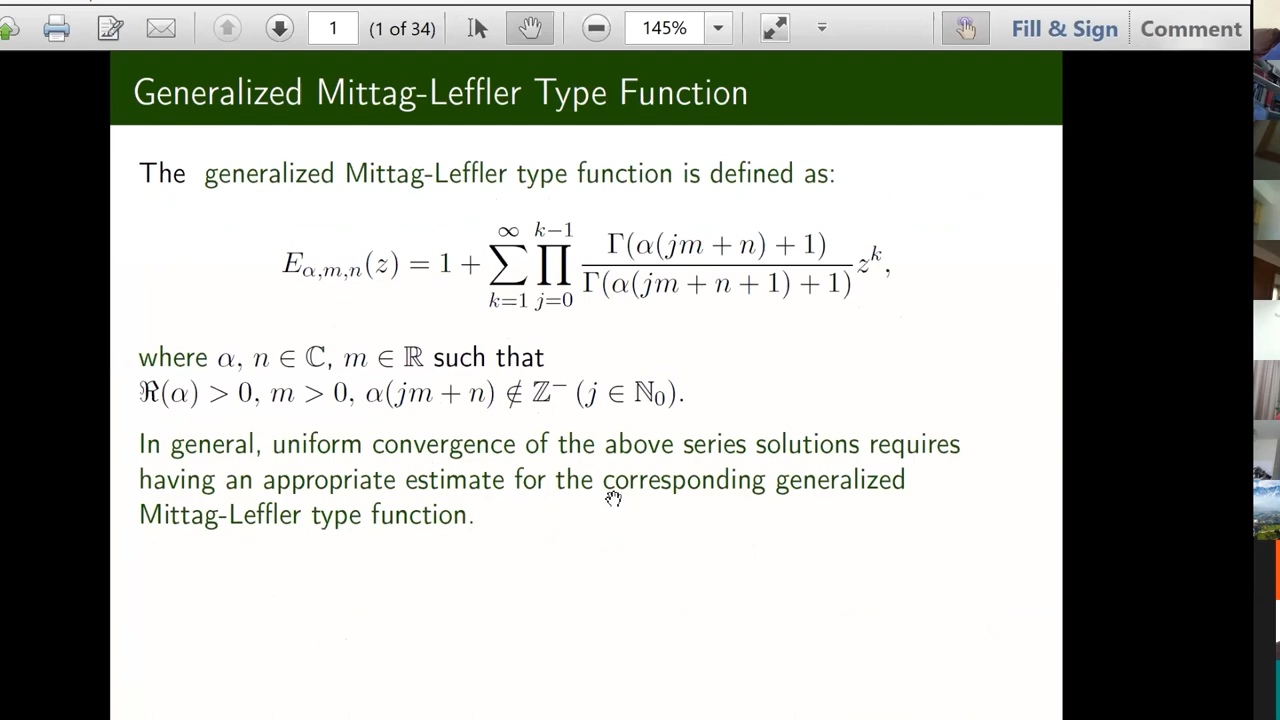 1 (1 of 34) 145% Fill & Sign Comment
Generalized Mittag-Leffler Type Function
The generalized Mittag-Leffler type function is defined as:
E_{α,m,n}(z) = 1 + ∑_{k=1}^{∞} ∏_{j=0}^{k−1} Γ(α(jm + n) + 1) / Γ(α(jm + n + 1) + 1) z^k,
where α, n ∈ ℂ, m ∈ ℝ such that
ℜ(α) > 0, m > 0, α(jm + n) ∉ ℤ⁻ (j ∈ ℕ₀).
In general, uniform convergence of the above series solutions requires
having an appropriate estimate for the corresponding generalized
Mittag-Leffler type function.